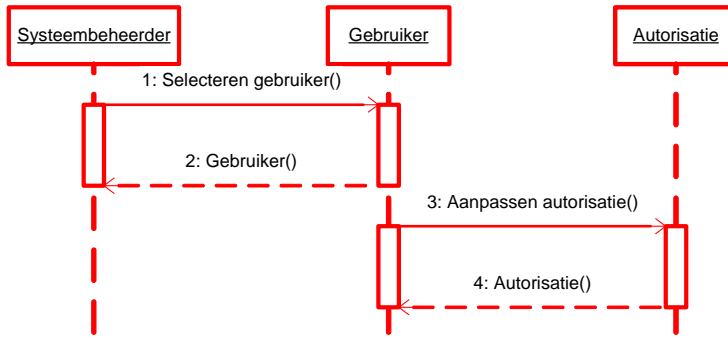 Systeembeheerder
Gebruiker
Autorisatie
1: Selecteren gebruiker()
2: Gebruiker()
3: Aanpassen autorisatie()
4: Autorisatie()